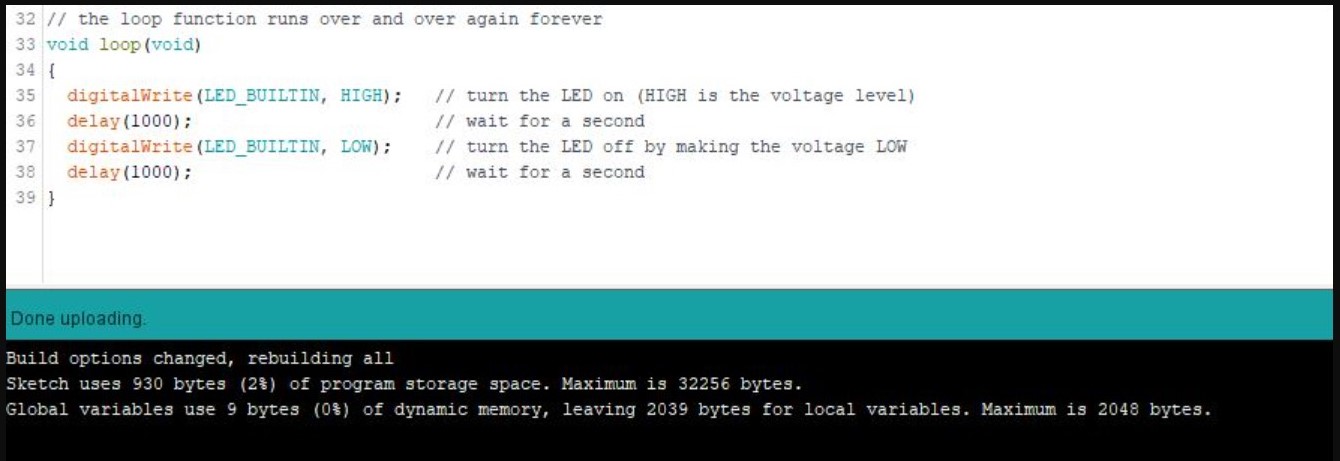 32 // the loop function runs over and over again forever
33 void loop(void)
34 {
35   digitalWrite(LED_BUILTIN, HIGH);   // turn the LED on (HIGH is the voltage level)
36   delay(1000);                       // wait for a second
37   digitalWrite(LED_BUILTIN, LOW);    // turn the LED off by making the voltage LOW
38   delay(1000);                       // wait for a second
39 }
Done uploading.
Build options changed, rebuilding all
Sketch uses 930 bytes (2%) of program storage space. Maximum is 32256 bytes.
Global variables use 9 bytes (0%) of dynamic memory, leaving 2039 bytes for local variables. Maximum is 2048 bytes.